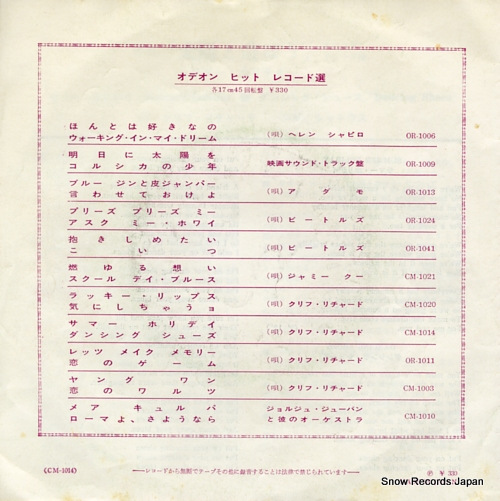 オデオン ヒット レコード選
各17cm45回転盤 ¥330
ほんとは好きなの
ウォーキング・イン・マイ・ドリーム (唄) ヘレン シャピロ OR-1006
明日に太陽を
コルシカの少年 映画サウンド・トラック盤 OR-1009
ブルー ジンと皮ジャンパー
言わせておけよ (唄) アダモ OR-1013
プリーズ プリーズ ミー
アスク ミー・ホワイ (唄) ビートルズ OR-1024
抱きしめたい
こいつ (唄) ビートルズ OR-1041
燃ゆる想い
スクール デイ・ブルース (唄) ジャミー クー CM-1021
ラッキー・リップス
気にしちゃうョ (唄) クリフ・リチャード CM-1020
サマー ホリデイ
ダンシング シューズ (唄) クリフ・リチャード CM-1014
レッツ メイク メモリー
恋のゲーム (唄) クリフ・リチャード OR-1011
ヤング ワン
恋のワルツ (唄) クリフ・リチャード CM-1003
メア キュルパ ジョルジュ・ジューバン
ローマよ、さようなら と彼のオーケストラ CM-1010
(CM-1014) ──レコードから無断でテープその他に録音することは法律で禁じられています── Ⓟ ¥330
Snow Records Japan